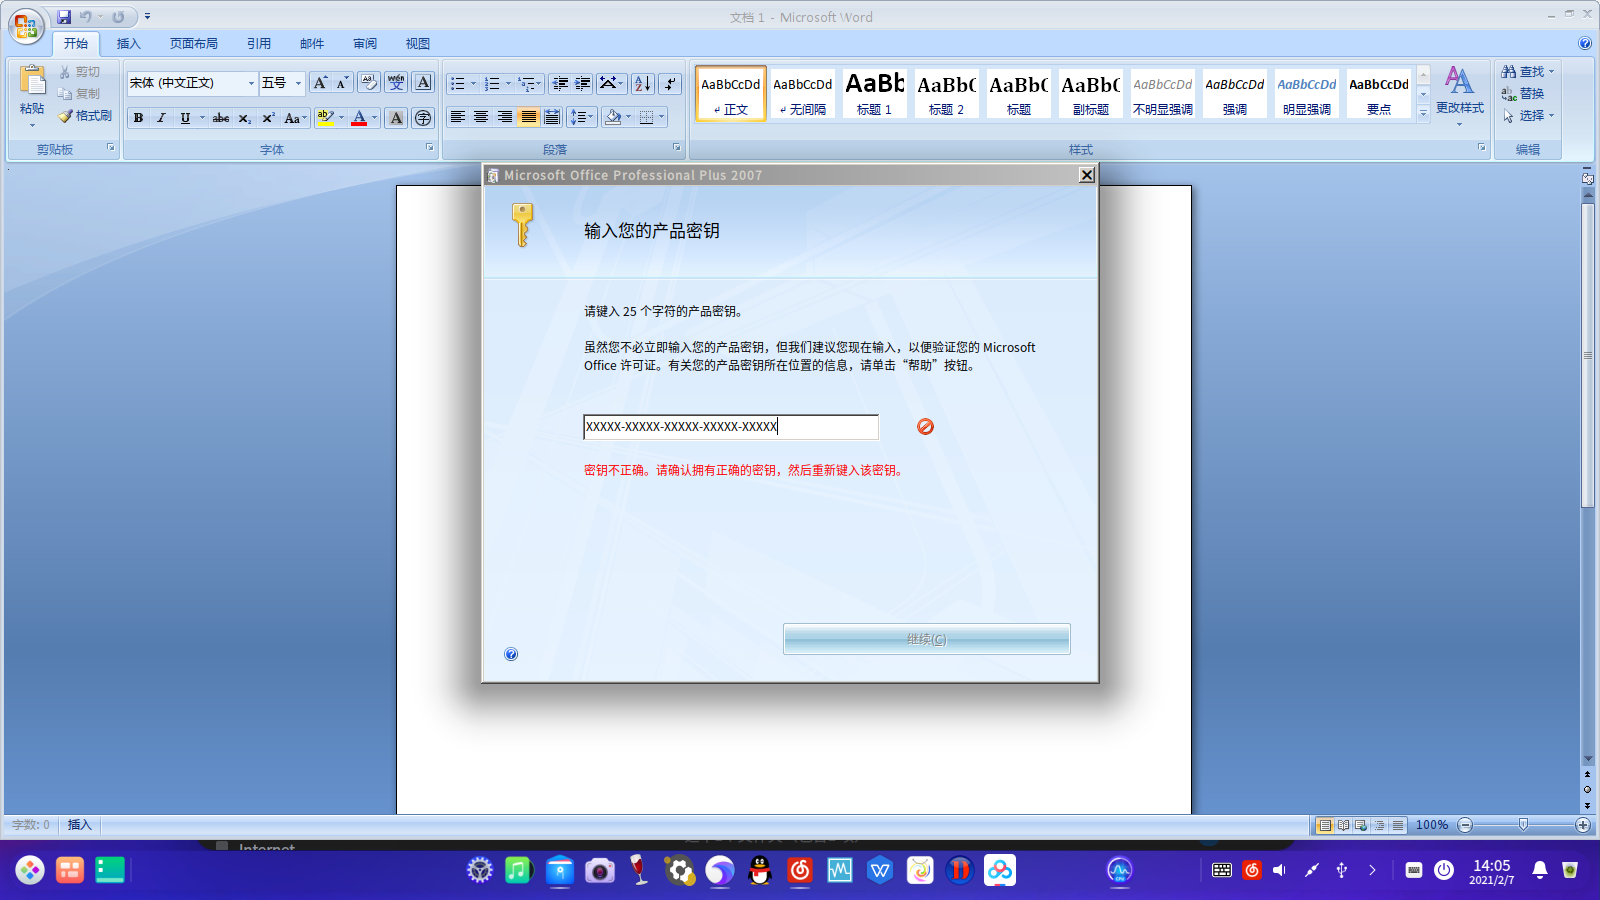 文档 1 - Microsoft Word
开始 插入 页面布局 引用 邮件 审阅 视图
粘贴
剪切
复制
格式刷
剪贴板
宋体 (中文正文) 五号
字体
段落
AaBbCcDd AaBbCcDd AaBb AaBbC AaBbC AaBbC AaBbCcDd AaBbCcDd AaBbCcDd AaBbCcDd
正文 无间隔 标题 1 标题 2 标题 副标题 不明显强调 强调 明显强调 要点
更改样式
样式
查找
替换
选择
编辑
Microsoft Office Professional Plus 2007
输入您的产品密钥
请键入 25 个字符的产品密钥。
虽然您不必立即输入您的产品密钥，但我们建议您现在输入，以便验证您的 Microsoft
Office 许可证。有关您的产品密钥所在位置的信息，请单击“帮助”按钮。
XXXXX-XXXXX-XXXXX-XXXXX-XXXXX
密钥不正确。请确认拥有正确的密钥，然后重新键入该密钥。
继续(C)
字数: 0 插入
100%
Internet
14:05
2021/2/7